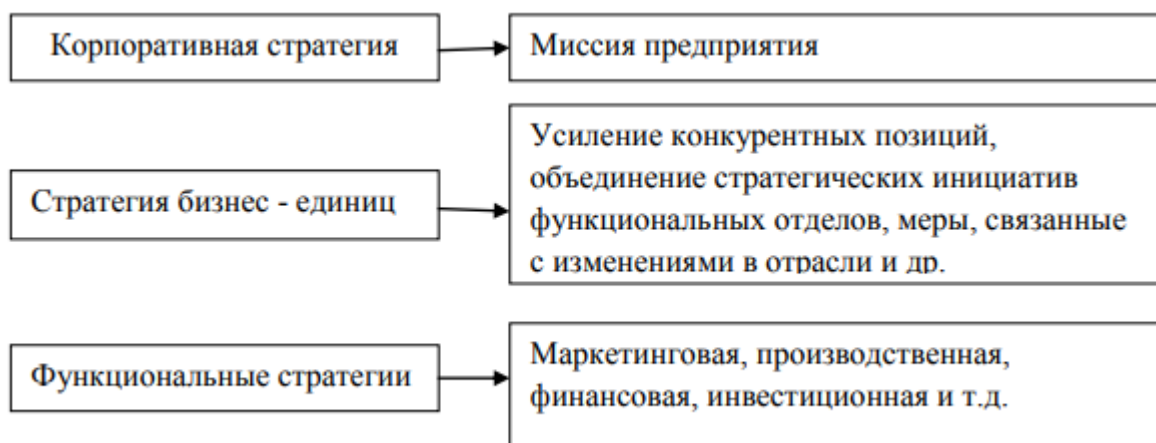 Корпоративная стратегия
Миссия предприятия
Стратегия бизнес - единиц
Усиление конкурентных позиций,
объединение стратегических инициатив
функциональных отделов, меры, связанные
с изменениями в отрасли и др.
Функциональные стратегии
Маркетинговая, производственная,
финансовая, инвестиционная и т.д.